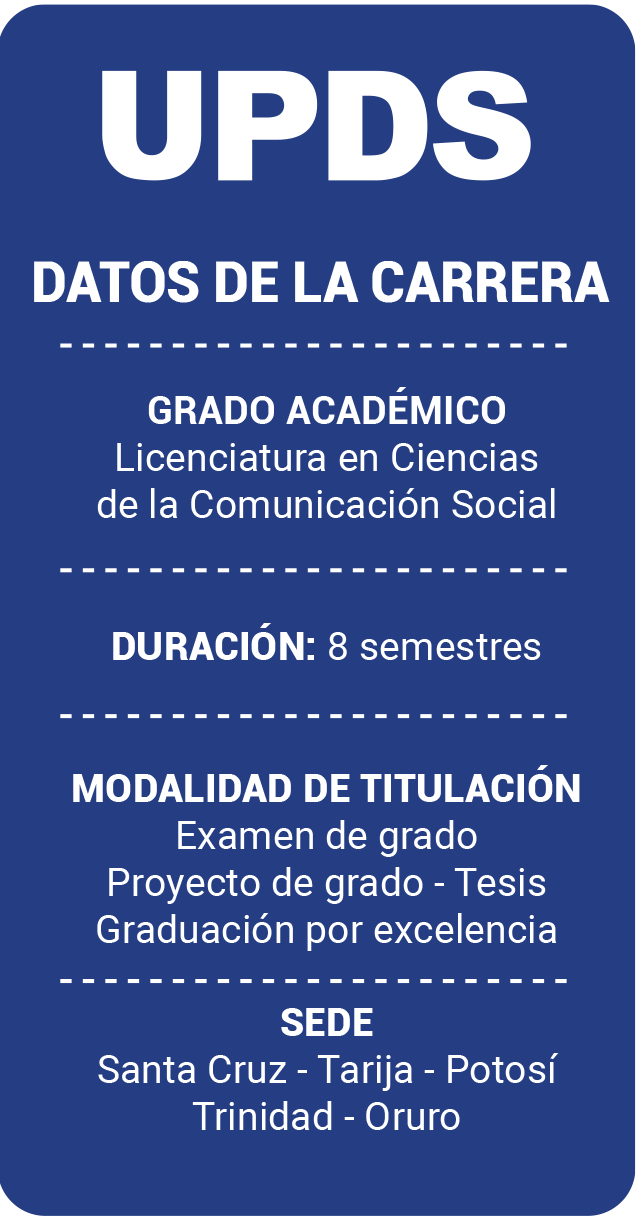 UPDS
DATOS DE LA CARRERA
GRADO ACADÉMICO
Licenciatura en Ciencias
de la Comunicación Social
DURACIÓN: 8 semestres
MODALIDAD DE TITULACIÓN
Examen de grado
Proyecto de grado - Tesis
Graduación por excelencia
SEDE
Santa Cruz - Tarija - Potosí
Trinidad - Oruro